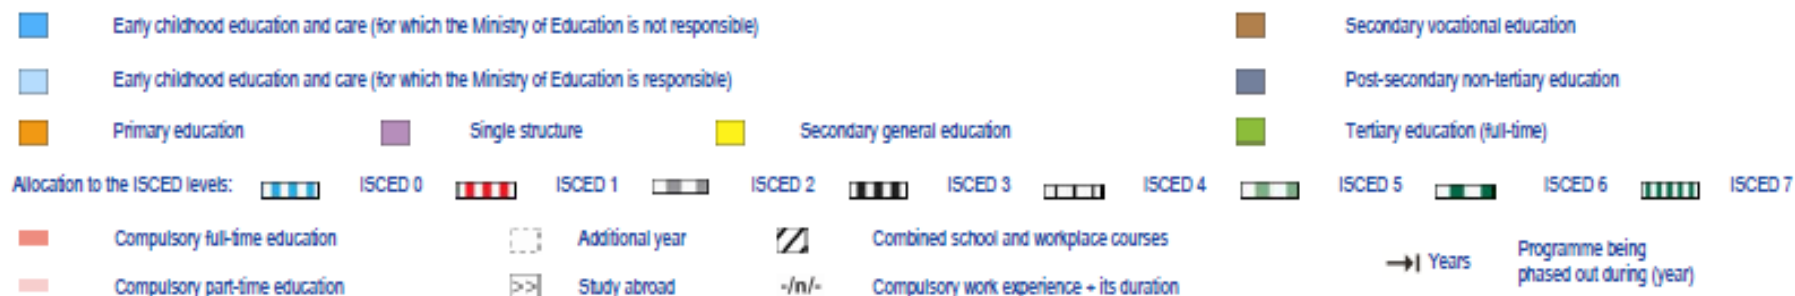 Early childhood education and care (for which the Ministry of Education is not responsible)
Secondary vocational education
Early childhood education and care (for which the Ministry of Education is responsible)
Post-secondary non-tertiary education
Primary education
Single structure
Secondary general education
Tertiary education (full-time)
Allocation to the ISCED levels: ISCED 0 ISCED 1 ISCED 2 ISCED 3 ISCED 4 ISCED 5 ISCED 6 ISCED 7
Compulsory full-time education
Additional year
Combined school and workplace courses
Years
Programme being
phased out during (year)
Compulsory part-time education
>> Study abroad
-/n/- Compulsory work experience + its duration